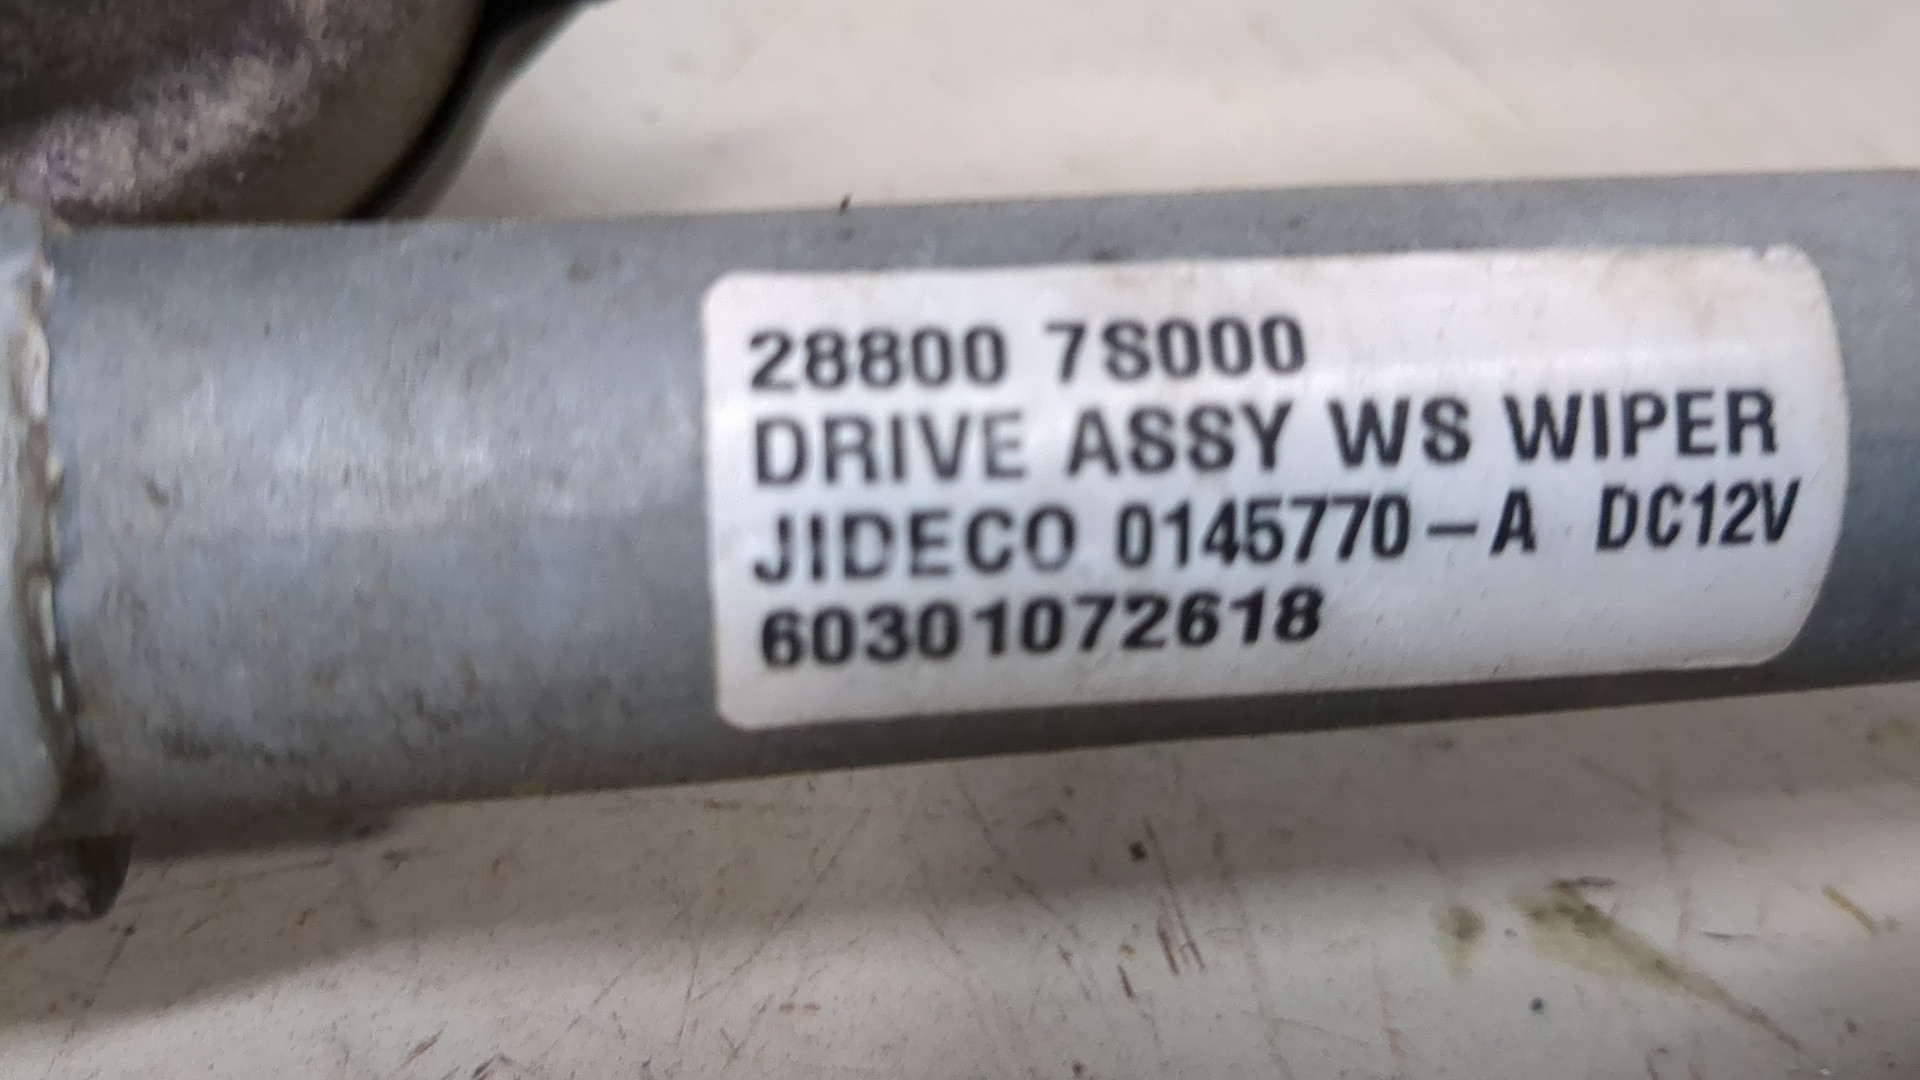 28800 7S000
DRIVE ASSY WS WIPER
JIDECO 0145770-A DC12V
60301072618